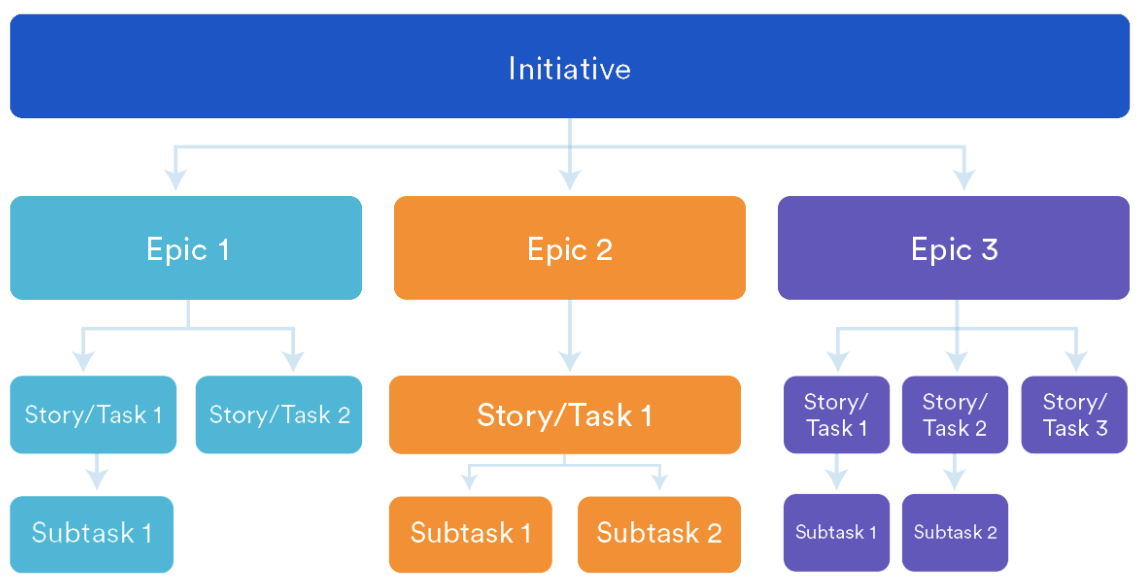 Initiative
Epic 1
Epic 2
Epic 3
Story/Task 1
Story/Task 2
Story/Task 1
Story/
Task 1
Story/
Task 2
Story/
Task 3
Subtask 1
Subtask 1
Subtask 2
Subtask 1
Subtask 2